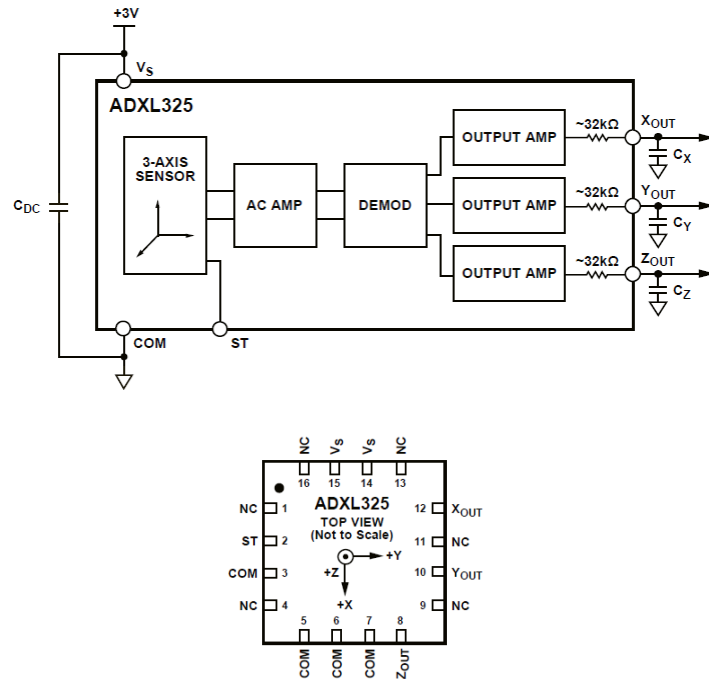 +3V
VS
ADXL325
3-AXIS
SENSOR
AC AMP
DEMOD
OUTPUT AMP
~32kΩ
XOUT
CX
OUTPUT AMP
~32kΩ
YOUT
CY
OUTPUT AMP
~32kΩ
ZOUT
CZ
CDC
COM
ST
NC
VS
VS
NC
16
15
14
13
ADXL325
TOP VIEW
(Not to Scale)
NC 1
ST 2
COM 3
NC 4
12 XOUT
11 NC
10 YOUT
9 NC
+Y
+Z
+X
5
6
7
8
COM
COM
COM
ZOUT